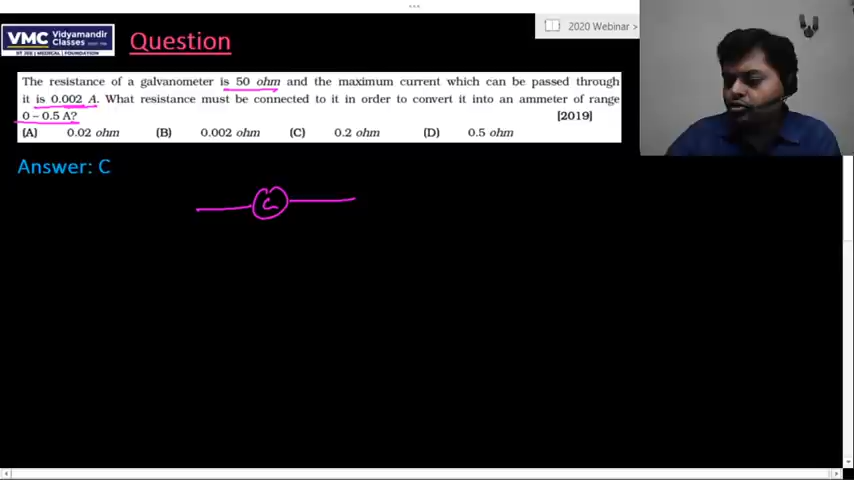 2020 Webinar >
VMC Vidyamandir Classes
IIT JEE | MEDICAL | FOUNDATION
Question
The resistance of a galvanometer is 50 ohm and the maximum current which can be passed through
it is 0.002 A. What resistance must be connected to it in order to convert it into an ammeter of range
0 – 0.5 A? [2019]
(A) 0.02 ohm (B) 0.002 ohm (C) 0.2 ohm (D) 0.5 ohm
Answer: C
G